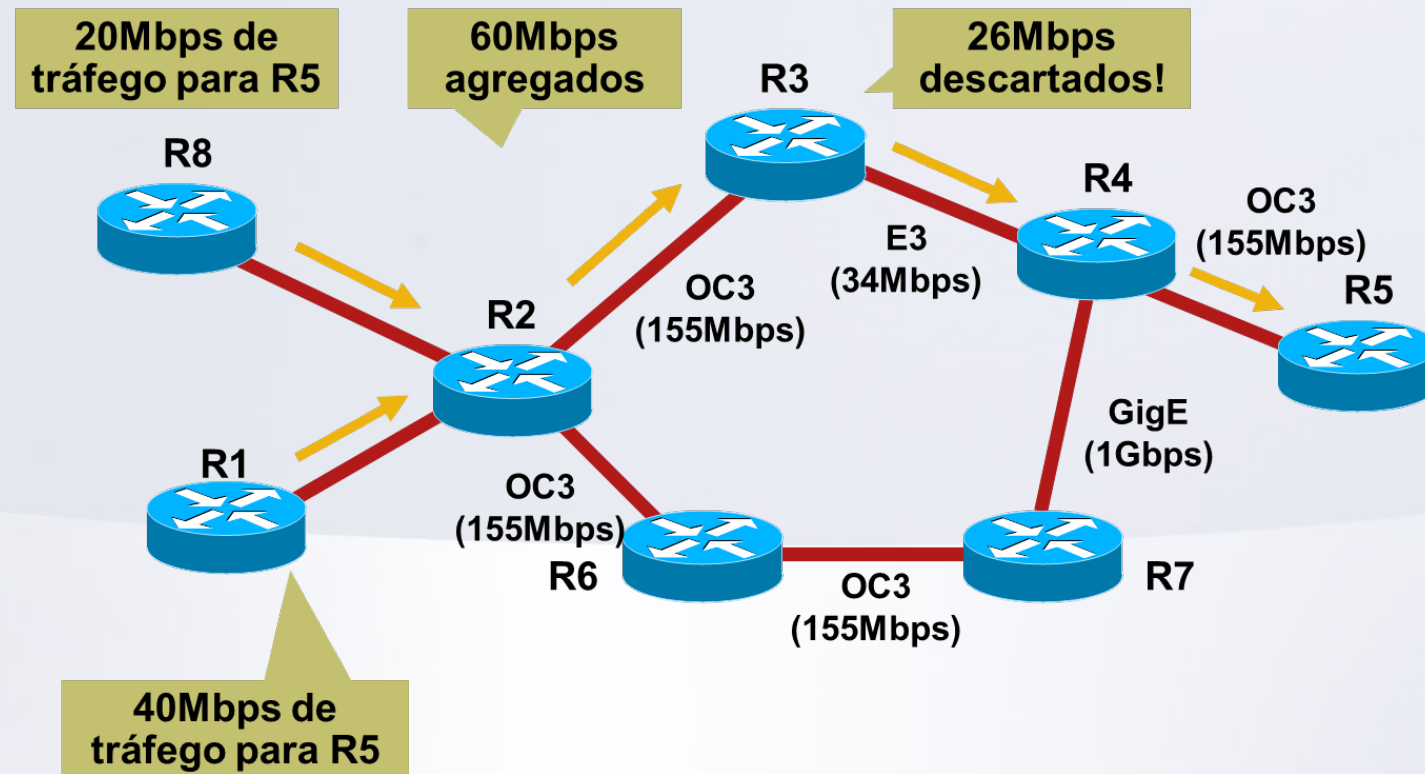 20Mbps de
tráfego para R5
60Mbps
agregados
26Mbps
descartados!
R3
R8
R4
OC3
(155Mbps)
E3
(34Mbps)
R5
OC3
(155Mbps)
R2
GigE
(1Gbps)
R1
OC3
(155Mbps)
R6
OC3
(155Mbps)
R7
40Mbps de
tráfego para R5